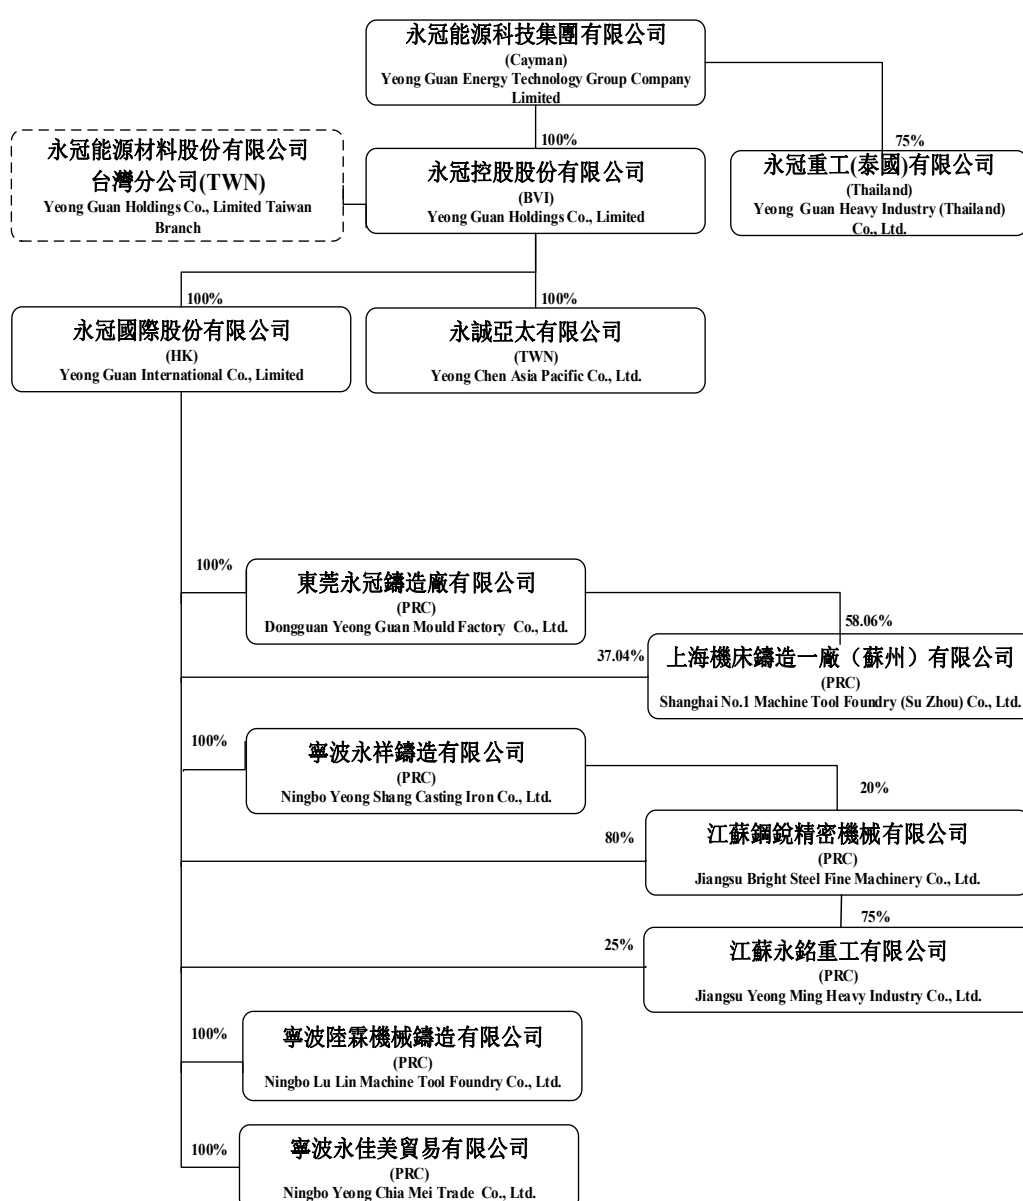 永冠能源科技集團有限公司
(Cayman)
Yeong Guan Energy Technology Group Company
Limited
100%
75%
永冠能源材料股份有限公司
台灣分公司(TWN)
Yeong Guan Holdings Co., Limited Taiwan
Branch
永冠控股股份有限公司
(BVI)
Yeong Guan Holdings Co., Limited
永冠重工(泰國)有限公司
(Thailand)
Yeong Guan Heavy Industry (Thailand)
Co., Ltd.
100%
100%
永冠國際股份有限公司
(HK)
Yeong Guan International Co., Limited
永誠亞太有限公司
(TWN)
Yeong Chen Asia Pacific Co., Ltd.
100%
東莞永冠鑄造廠有限公司
(PRC)
Dongguan Yeong Guan Mould Factory Co., Ltd.
58.06%
37.04%
上海機床鑄造一廠（蘇州）有限公司
(PRC)
Shanghai No.1 Machine Tool Foundry (Su Zhou) Co., Ltd.
100%
寧波永祥鑄造有限公司
(PRC)
Ningbo Yeong Shang Casting Iron Co., Ltd.
20%
80%
江蘇鋼銳精密機械有限公司
(PRC)
Jiangsu Bright Steel Fine Machinery Co., Ltd.
75%
25%
江蘇永銘重工有限公司
(PRC)
Jiangsu Yeong Ming Heavy Industry Co., Ltd.
100%
寧波陸霖機械鑄造有限公司
(PRC)
Ningbo Lu Lin Machine Tool Foundry Co., Ltd.
100%
寧波永佳美貿易有限公司
(PRC)
Ningbo Yeong Chia Mei Trade Co., Ltd.